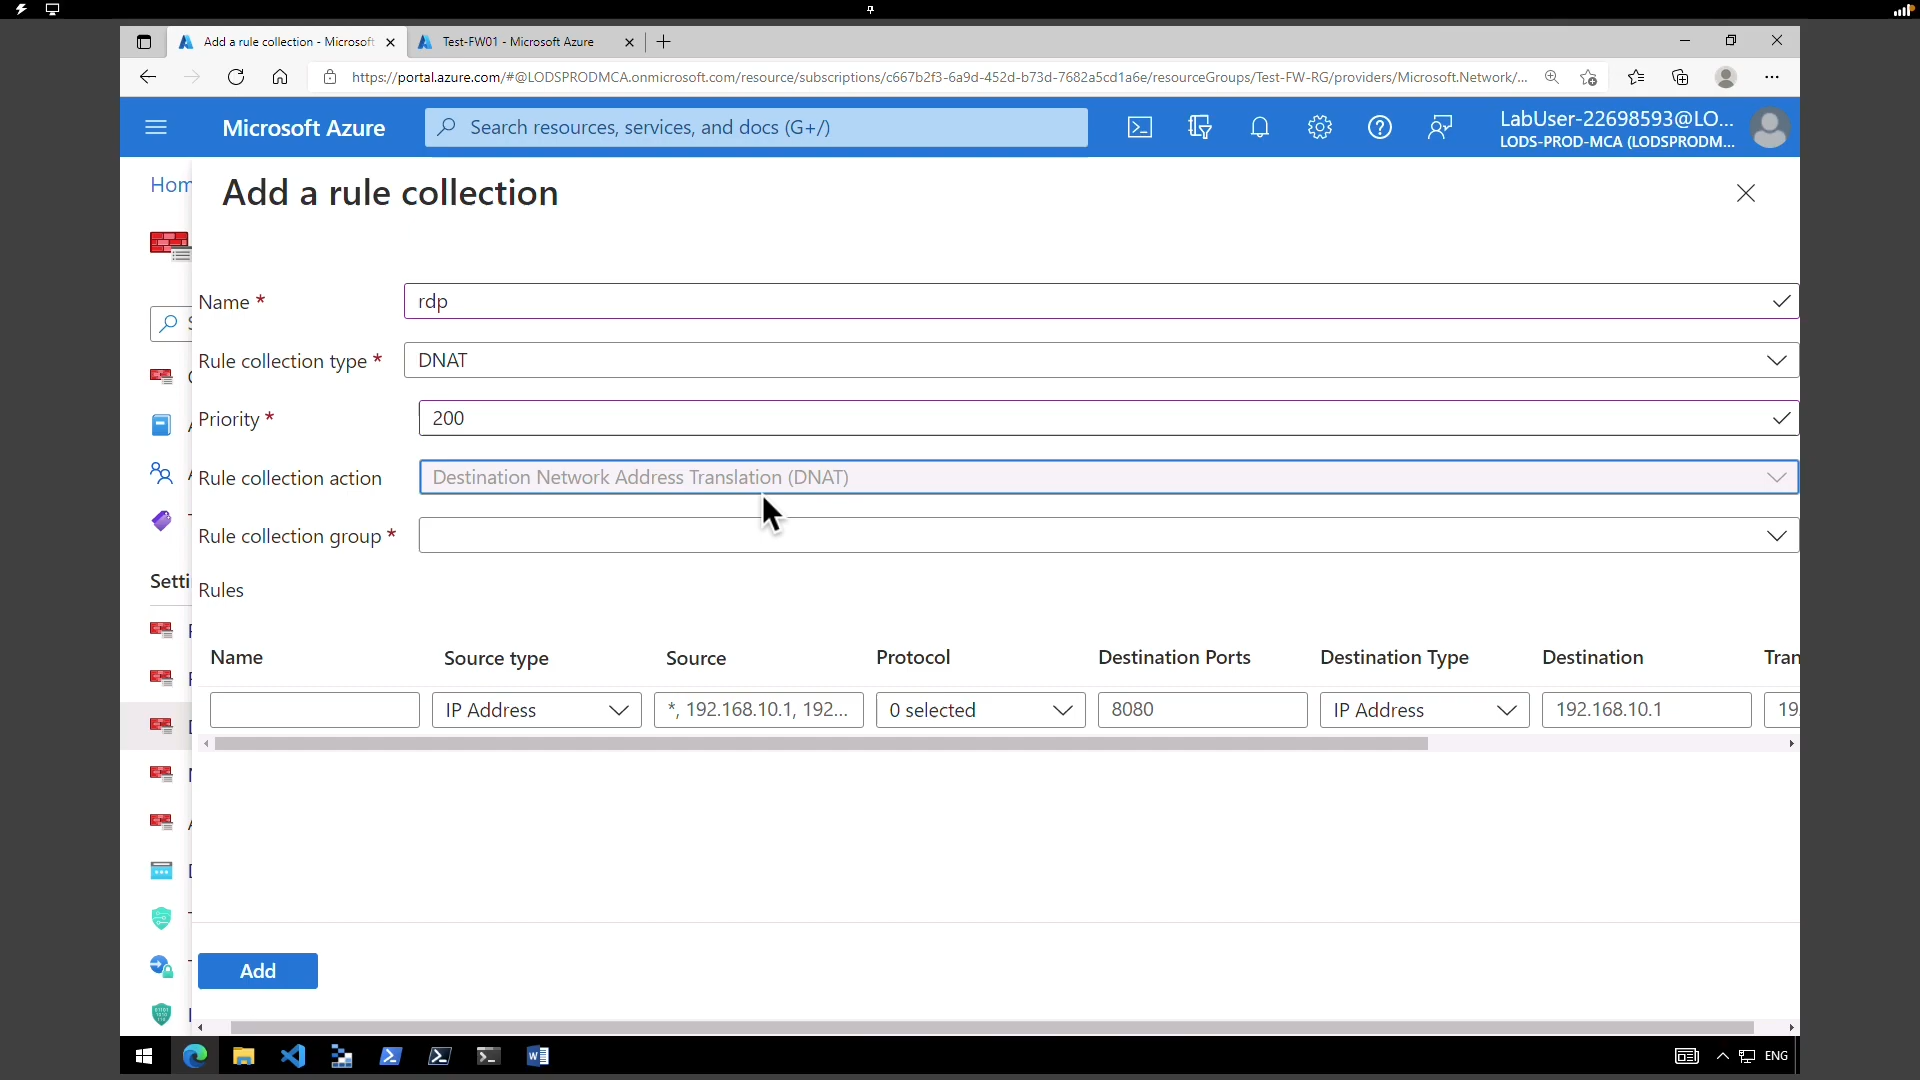 Add a rule collection - Microsoft
Test-FW01 - Microsoft Azure
https://portal.azure.com/#@LODSPRODMCA.onmicrosoft.com/resource/subscriptions/c667b2f3-6a9d-452d-b73d-7682a5cd1a6e/resourceGroups/Test-FW-RG/providers/Microsoft.Network/...
Microsoft Azure
Search resources, services, and docs (G+/)
LabUser-22698593@LO...
LODS-PROD-MCA (LODSPRODM...
Hom
Add a rule collection
Name *
rdp
Rule collection type *
DNAT
Priority *
200
Rule collection action
Destination Network Address Translation (DNAT)
Rule collection group *
Setti
Rules
Name Source type Source Protocol Destination Ports Destination Type Destination Tran
IP Address *, 192.168.10.1, 192... 0 selected 8080 IP Address 192.168.10.1 19
Add
ENG